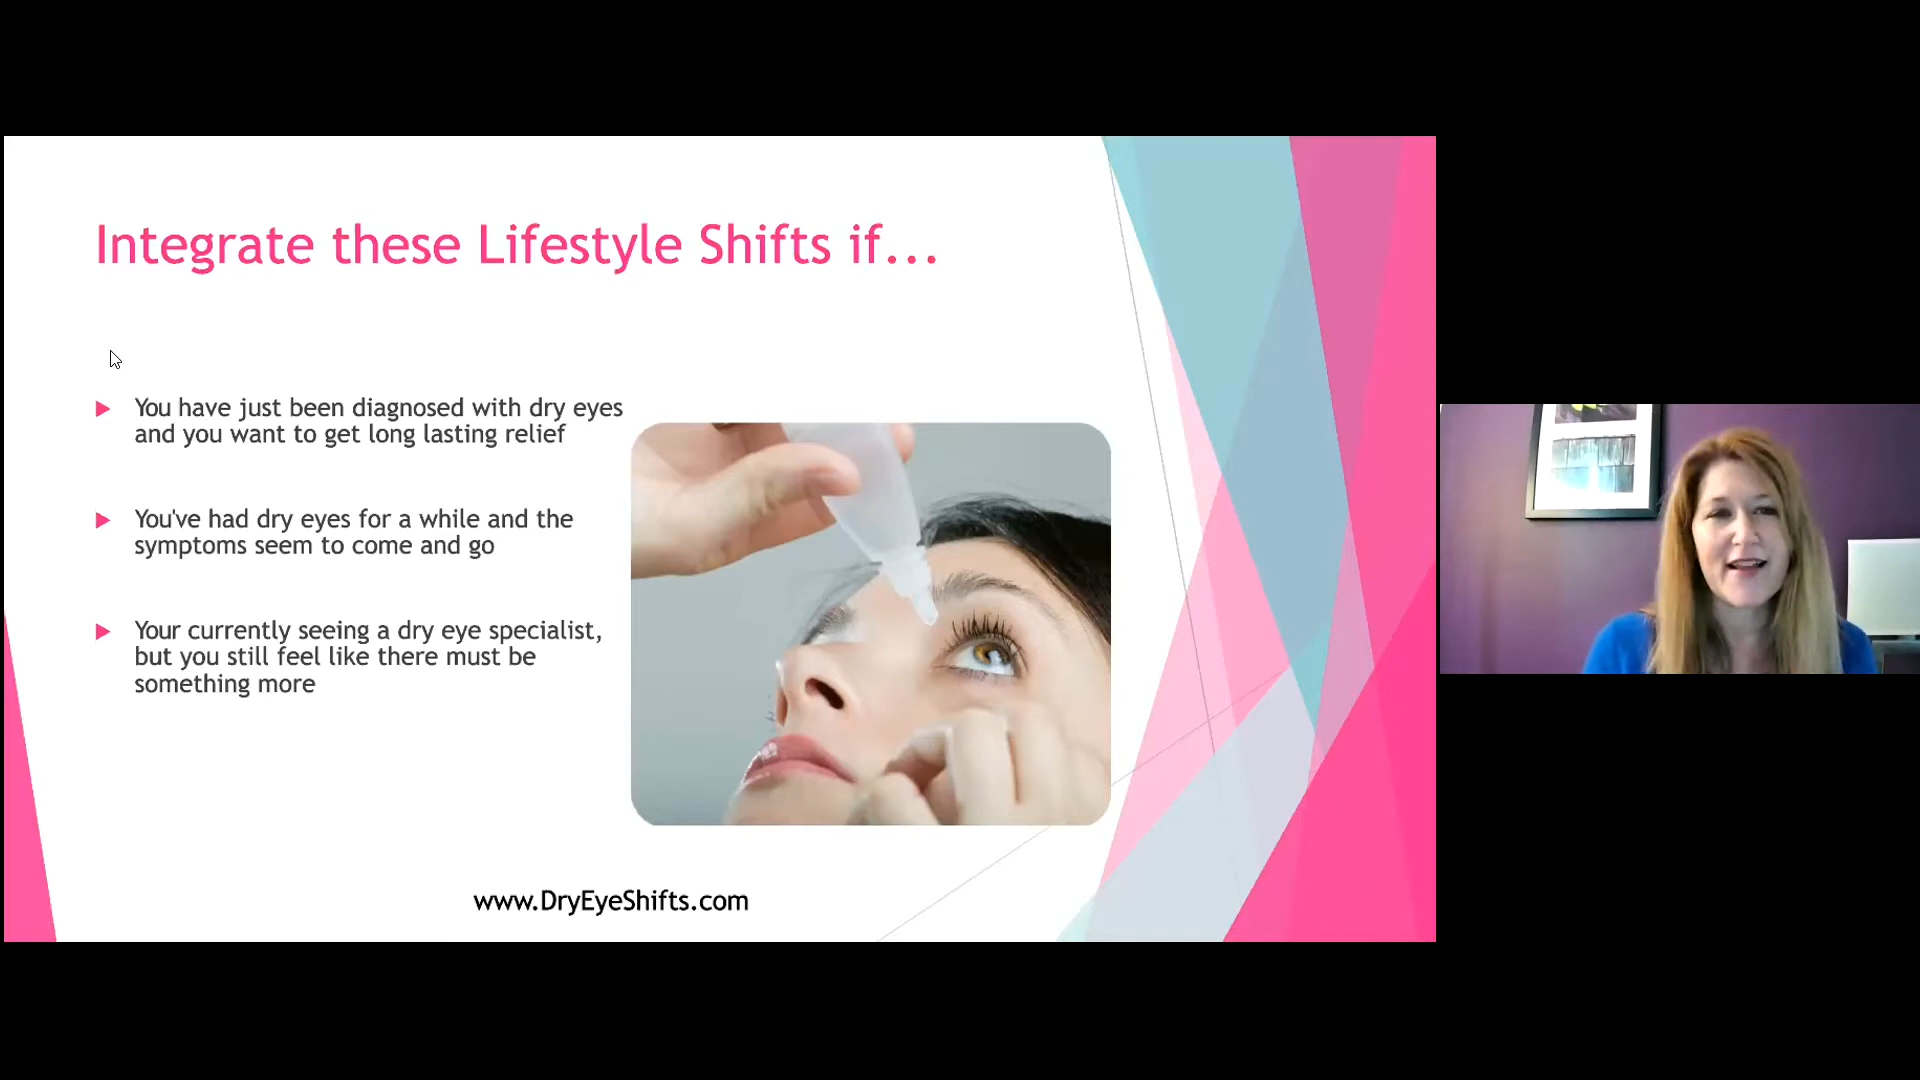 Integrate these Lifestyle Shifts if...
You have just been diagnosed with dry eyes
and you want to get long lasting relief
You've had dry eyes for a while and the
symptoms seem to come and go
Your currently seeing a dry eye specialist,
but you still feel like there must be
something more
www.DryEyeShifts.com